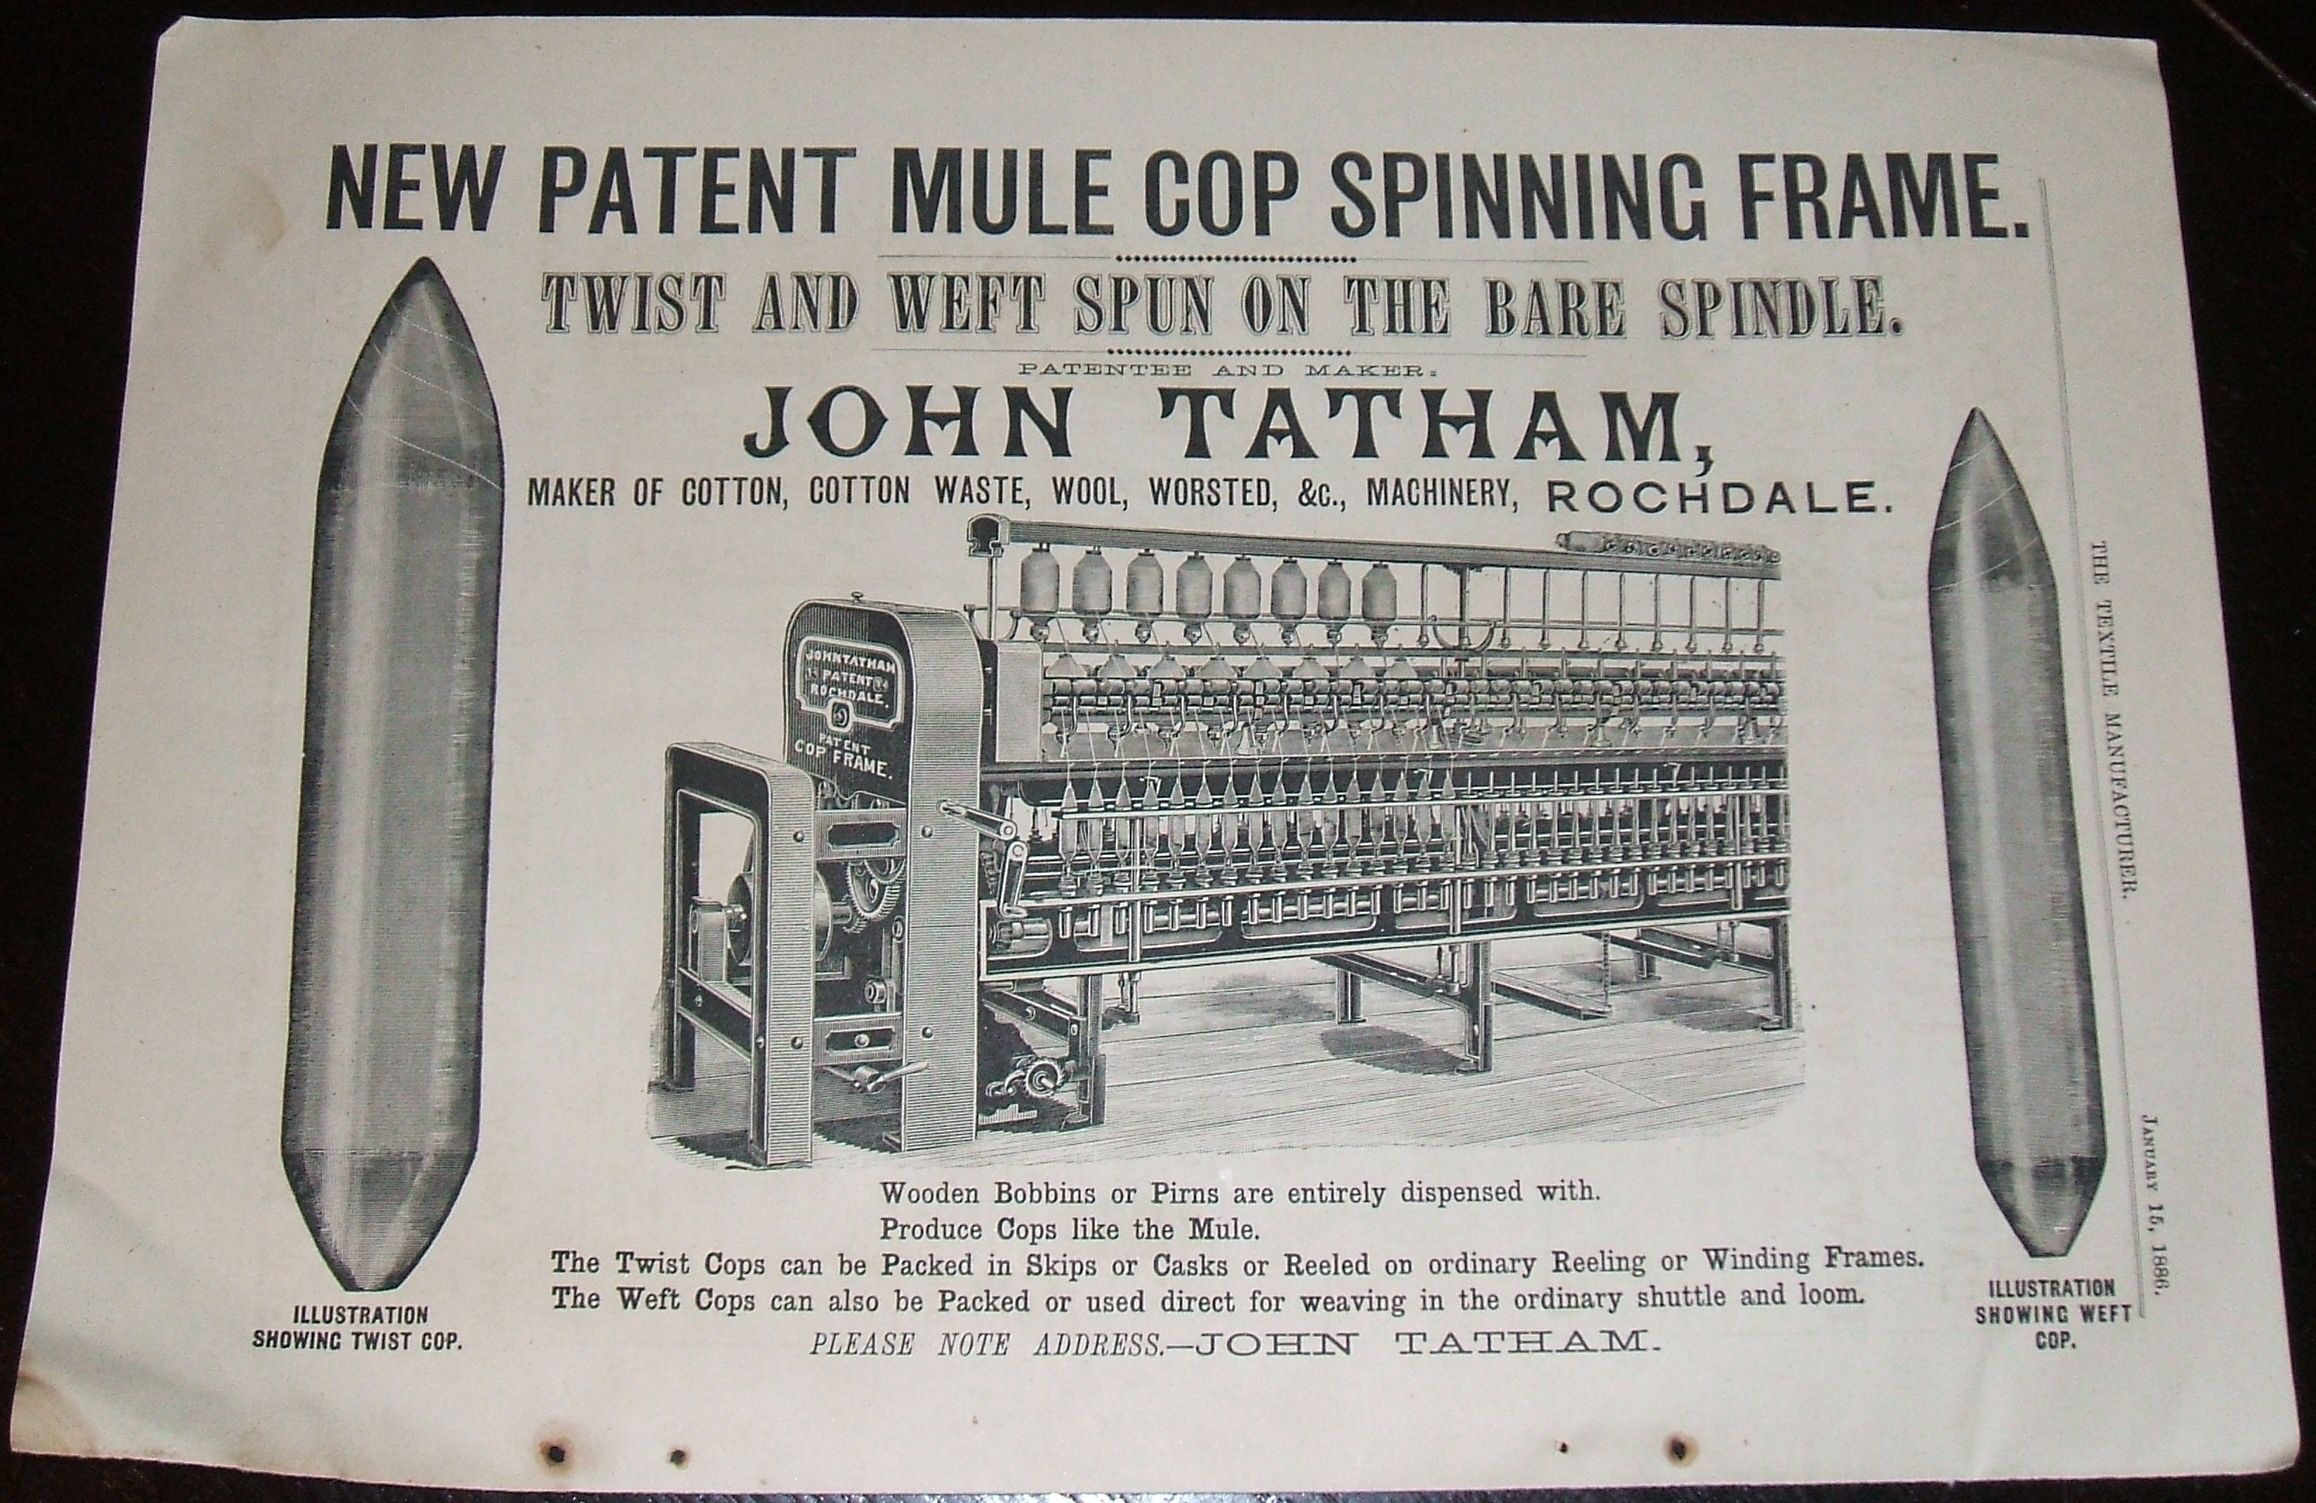 NEW PATENT MULE COP SPINNING FRAME.
TWIST AND WEFT SPUN ON THE BARE SPINDLE.
PATENTEE AND MAKER:
JOHN TATHAM,
MAKER OF COTTON, COTTON WASTE, WOOL, WORSTED, &c., MACHINERY, ROCHDALE.
JOHN TATHAM
PATENT
ROCHDALE.
PATENT
COP FRAME.
Wooden Bobbins or Pirns are entirely dispensed with.
Produce Cops like the Mule.
The Twist Cops can be Packed in Skips or Casks or Reeled on ordinary Reeling or Winding Frames.
The Weft Cops can also be Packed or used direct for weaving in the ordinary shuttle and loom.
PLEASE NOTE ADDRESS.—JOHN TATHAM.
ILLUSTRATION
SHOWING TWIST COP.
ILLUSTRATION
SHOWING WEFT
COP.
THE TEXTILE MANUFACTURER.
JANUARY 15, 1886.